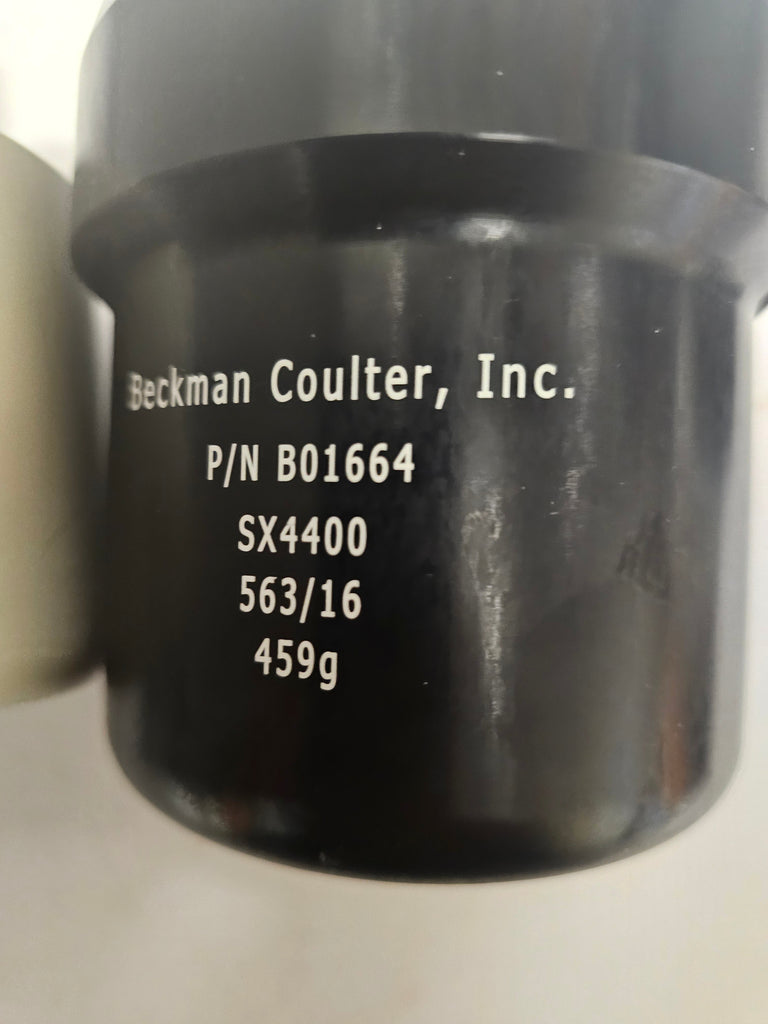 Beckman Coulter, Inc.
P/N B01664
SX4400
563/16
459g